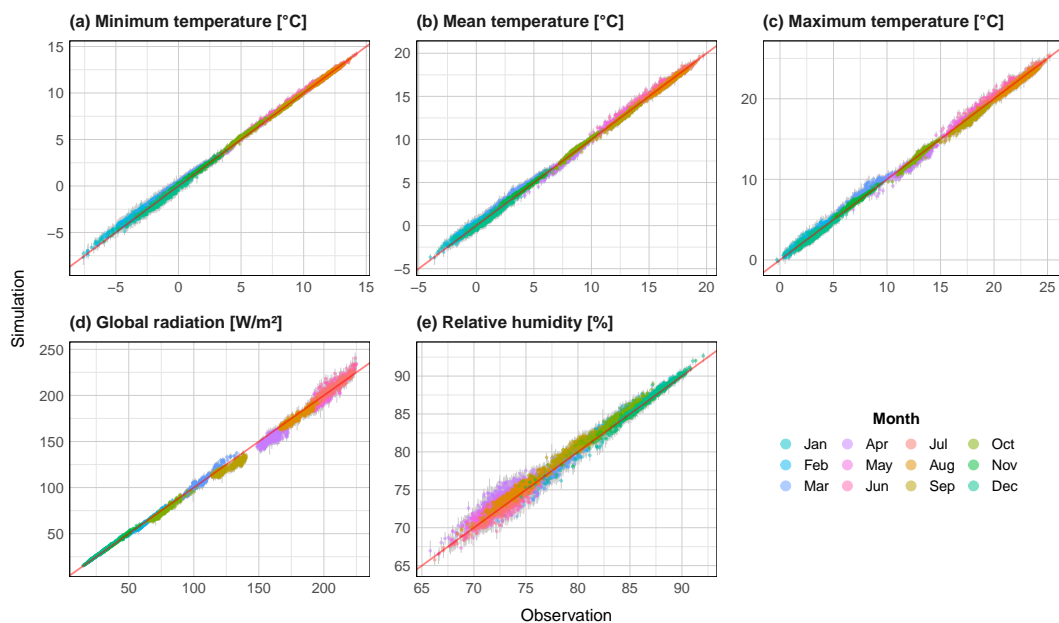 (a) Minimum temperature [°C]
(b) Mean temperature [°C]
(c) Maximum temperature [°C]
15
10
5
0
−5
−5
0
5
10
15
20
15
10
5
0
−5
−5
0
5
10
15
20
20
10
0
0
5
10
15
20
25
Simulation
(d) Global radiation [W/m²]
(e) Relative humidity [%]
250
200
150
100
50
50
100
150
200
90
85
80
75
70
65
65
70
75
80
85
90
Observation
Month
Jan
Apr
Jul
Oct
Feb
May
Aug
Nov
Mar
Jun
Sep
Dec